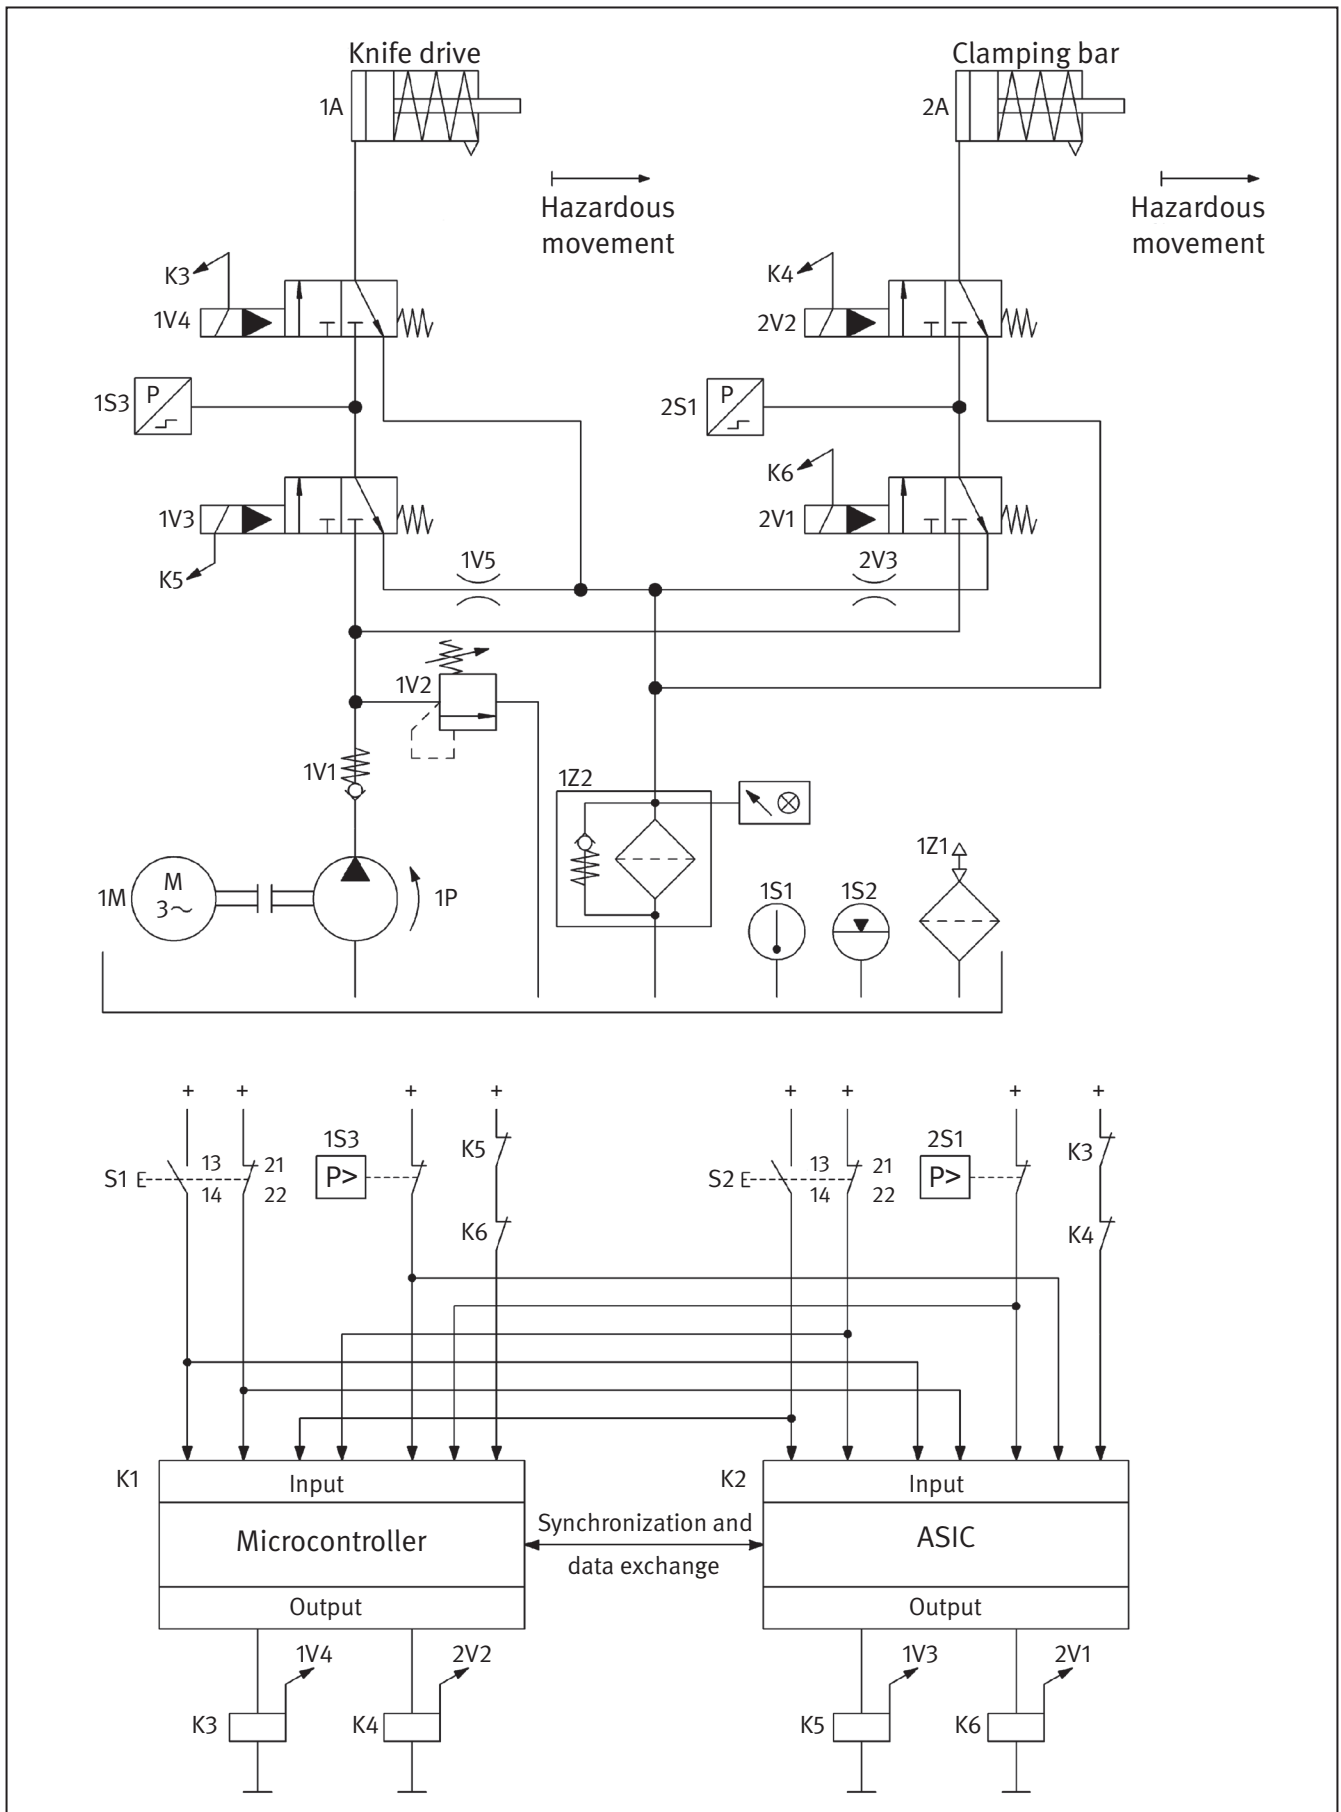 Knife drive
Clamping bar
1A
2A
Hazardous
movement
Hazardous
movement
K3
K4
1V4
2V2
1S3
P
2S1
P
K6
1V3
2V1
K5
1V5
2V3
1V2
1V1
1Z2
1Z1
1M
M
3~
1P
1S1
1S2
+ + + + + + + +
S1
13
14
21
22
1S3
P>
K5
K6
S2
13
14
21
22
2S1
P>
K3
K4
K1
Input
Microcontroller
Output
Synchronization and
data exchange
K2
Input
ASIC
Output
1V4
2V2
1V3
2V1
K3
K4
K5
K6